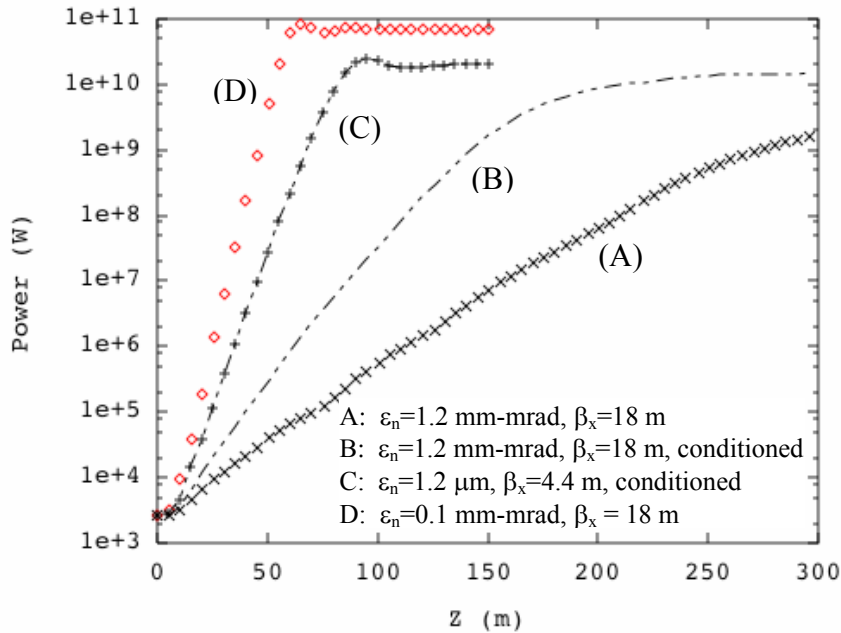 1e+11
1e+10
1e+9
1e+8
1e+7
1e+6
1e+5
1e+4
1e+3
Power (W)
(D)
(C)
(B)
(A)
A: εn=1.2 mm-mrad, βx=18 m
B: εn=1.2 mm-mrad, βx=18 m, conditioned
C: εn=1.2 μm, βx=4.4 m, conditioned
D: εn=0.1 mm-mrad, βx = 18 m
0 50 100 150 200 250 300
Z (m)